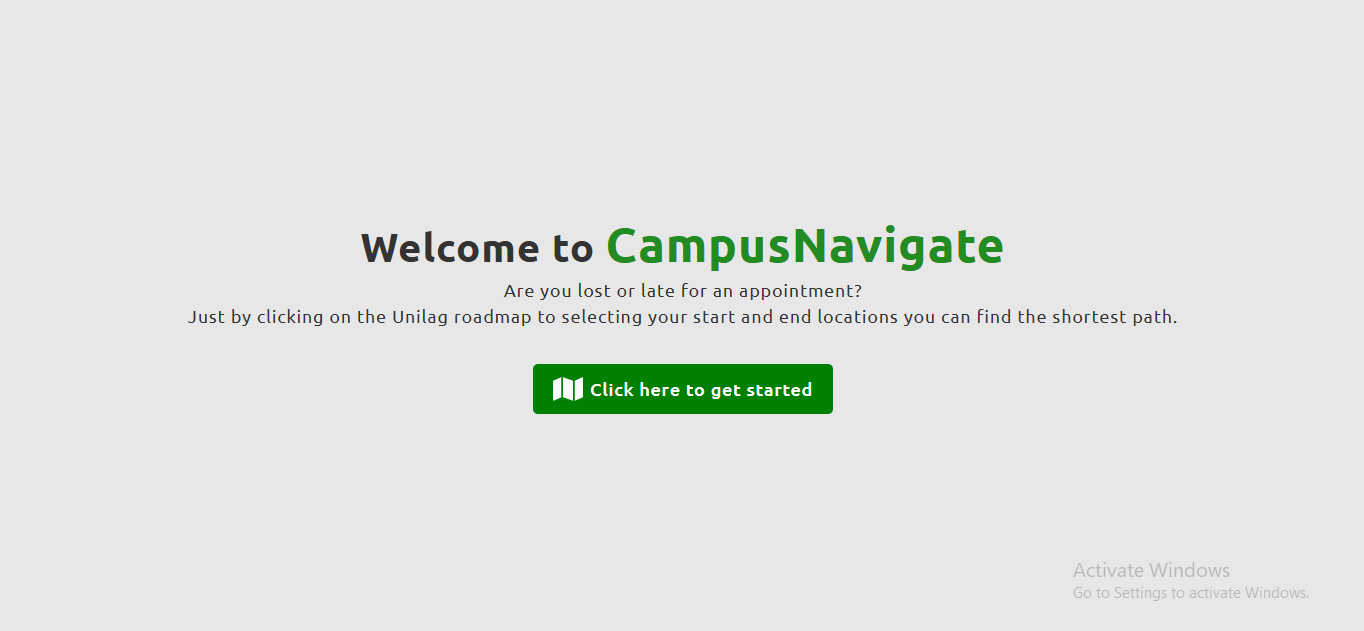 Welcome to CampusNavigate
Are you lost or late for an appointment?
Just by clicking on the Unilag roadmap to selecting your start and end locations you can find the shortest path.
Click here to get started
Activate Windows
Go to Settings to activate Windows.